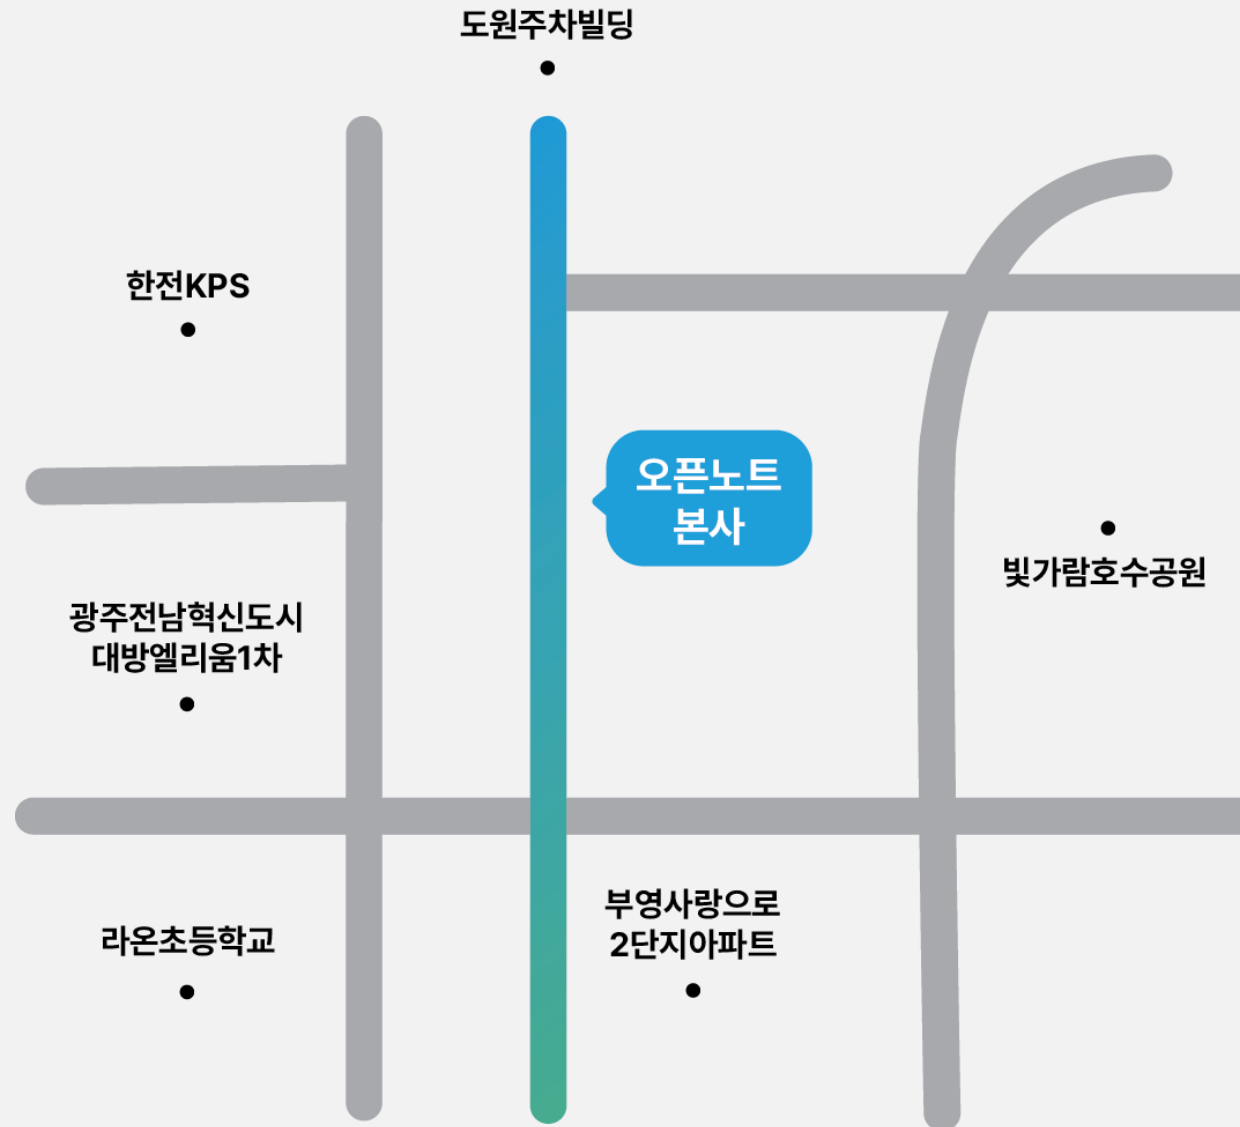 도원주차빌딩
한전KPS
오픈노트
본사
빛가람호수공원
광주전남혁신도시
대방엘리움1차
부영사랑으로
2단지아파트
라온초등학교